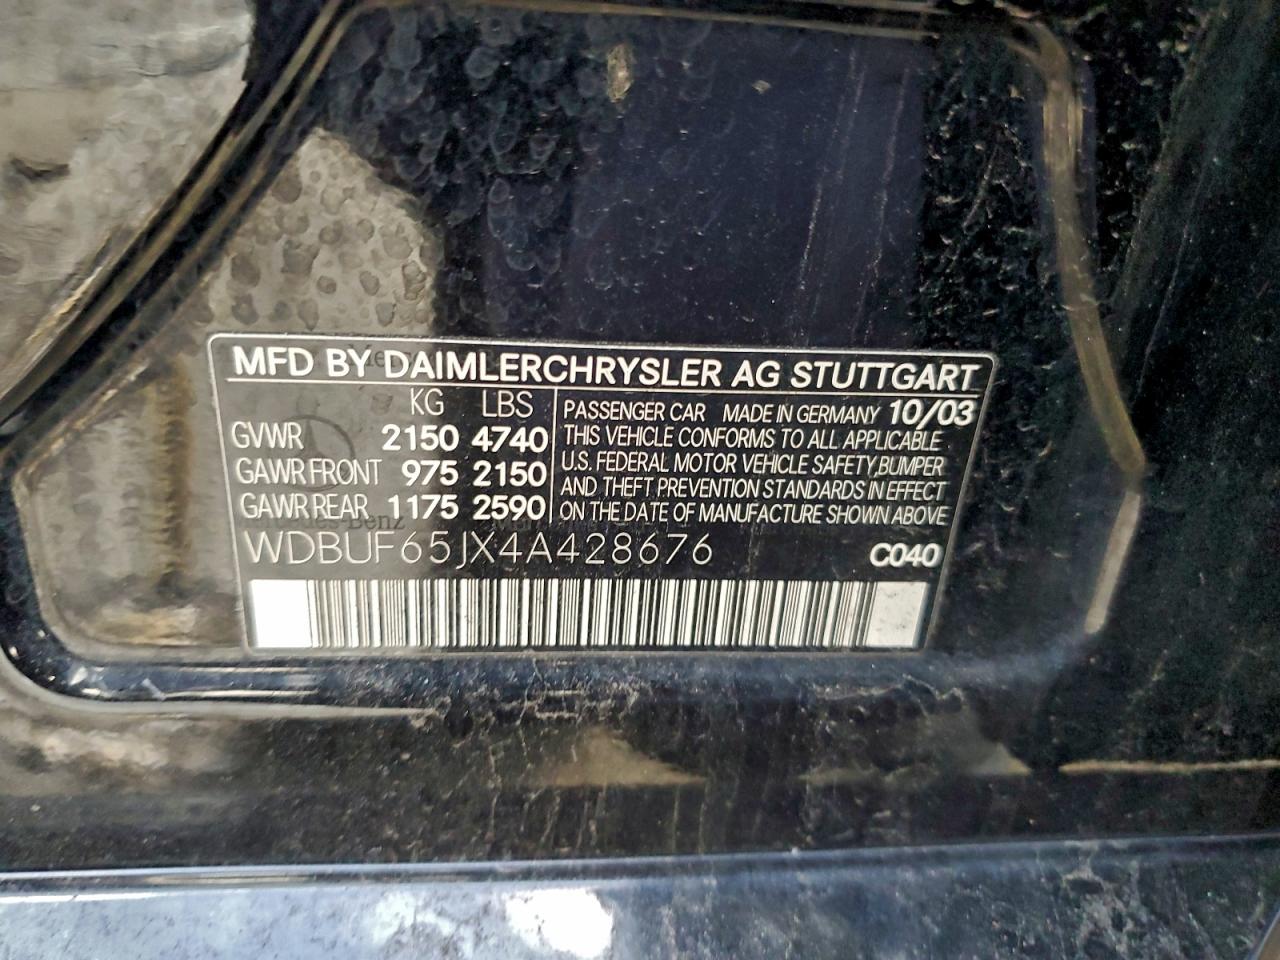 MFD BY DAIMLERCHRYSLER AG STUTTGART
KG LBS
GVWR 2150 4740
GAWR FRONT 975 2150
GAWR REAR 1175 2590
PASSENGER CAR MADE IN GERMANY 10/03
THIS VEHICLE CONFORMS TO ALL APPLICABLE
U.S. FEDERAL MOTOR VEHICLE SAFETY,BUMPER
AND THEFT PREVENTION STANDARDS IN EFFECT
ON THE DATE OF MANUFACTURE SHOWN ABOVE
WDBUF65JX4A428676 C040